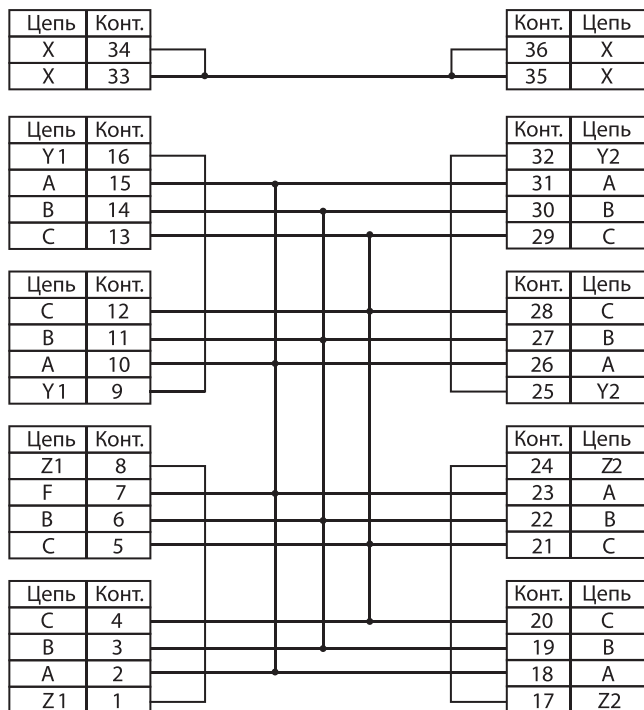 Цепь Конт. Конт. Цепь
X 34 36 X
X 33 35 X
Цепь Конт. Конт. Цепь
Y1 16 32 Y2
A 15 31 A
B 14 30 B
C 13 29 C
Цепь Конт. Конт. Цепь
C 12 28 C
B 11 27 B
A 10 26 A
Y1 9 25 Y2
Цепь Конт. Конт. Цепь
Z1 8 24 Z2
F 7 23 A
B 6 22 B
C 5 21 C
Цепь Конт. Конт. Цепь
C 4 20 C
B 3 19 B
A 2 18 A
Z1 1 17 Z2